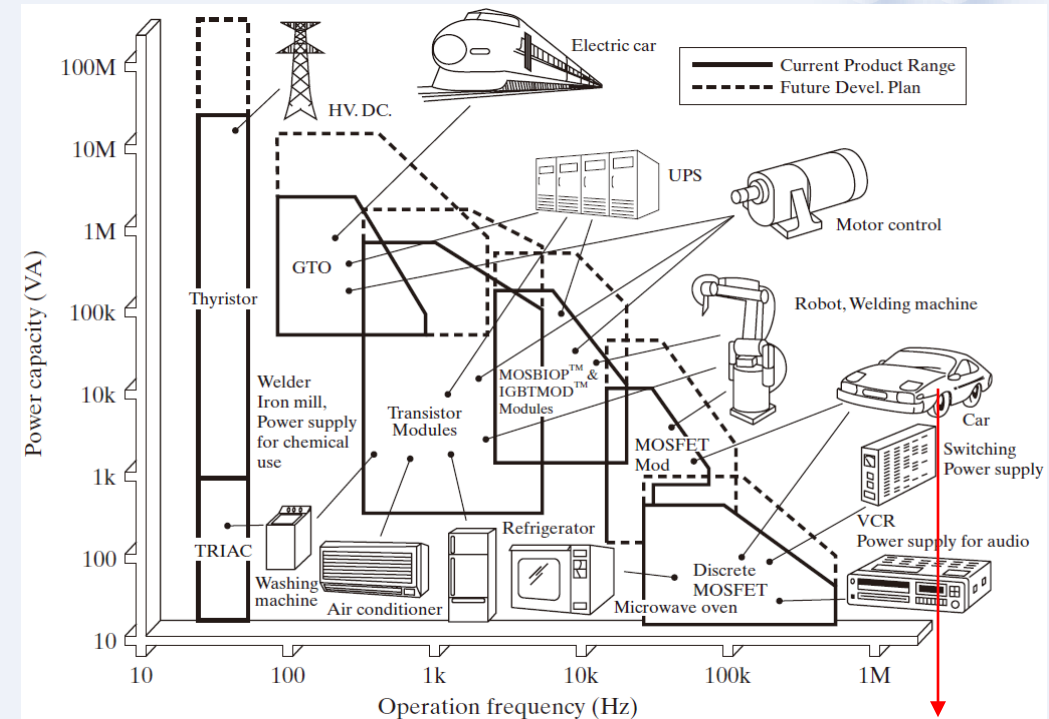 Electric car
Current Product Range
Future Devel. Plan
100M
HV. DC.
10M
UPS
1M
Motor control
GTO
Power capacity (VA)
Thyristor
100k
Robot, Welding machine
MOSBIOP™ &
IGBTMOD™
Modules
Welder
Iron mill,
Power supply
for chemical
use
10k
Transistor
Modules
Car
MOSFET
Mod
Switching
Power supply
1k
VCR
Power supply for audio
Refrigerator
TRIAC
100
Washing
machine
Air conditioner
Discrete
MOSFET
Microwave oven
10
10
100
1k
10k
100k
1M
Operation frequency (Hz)